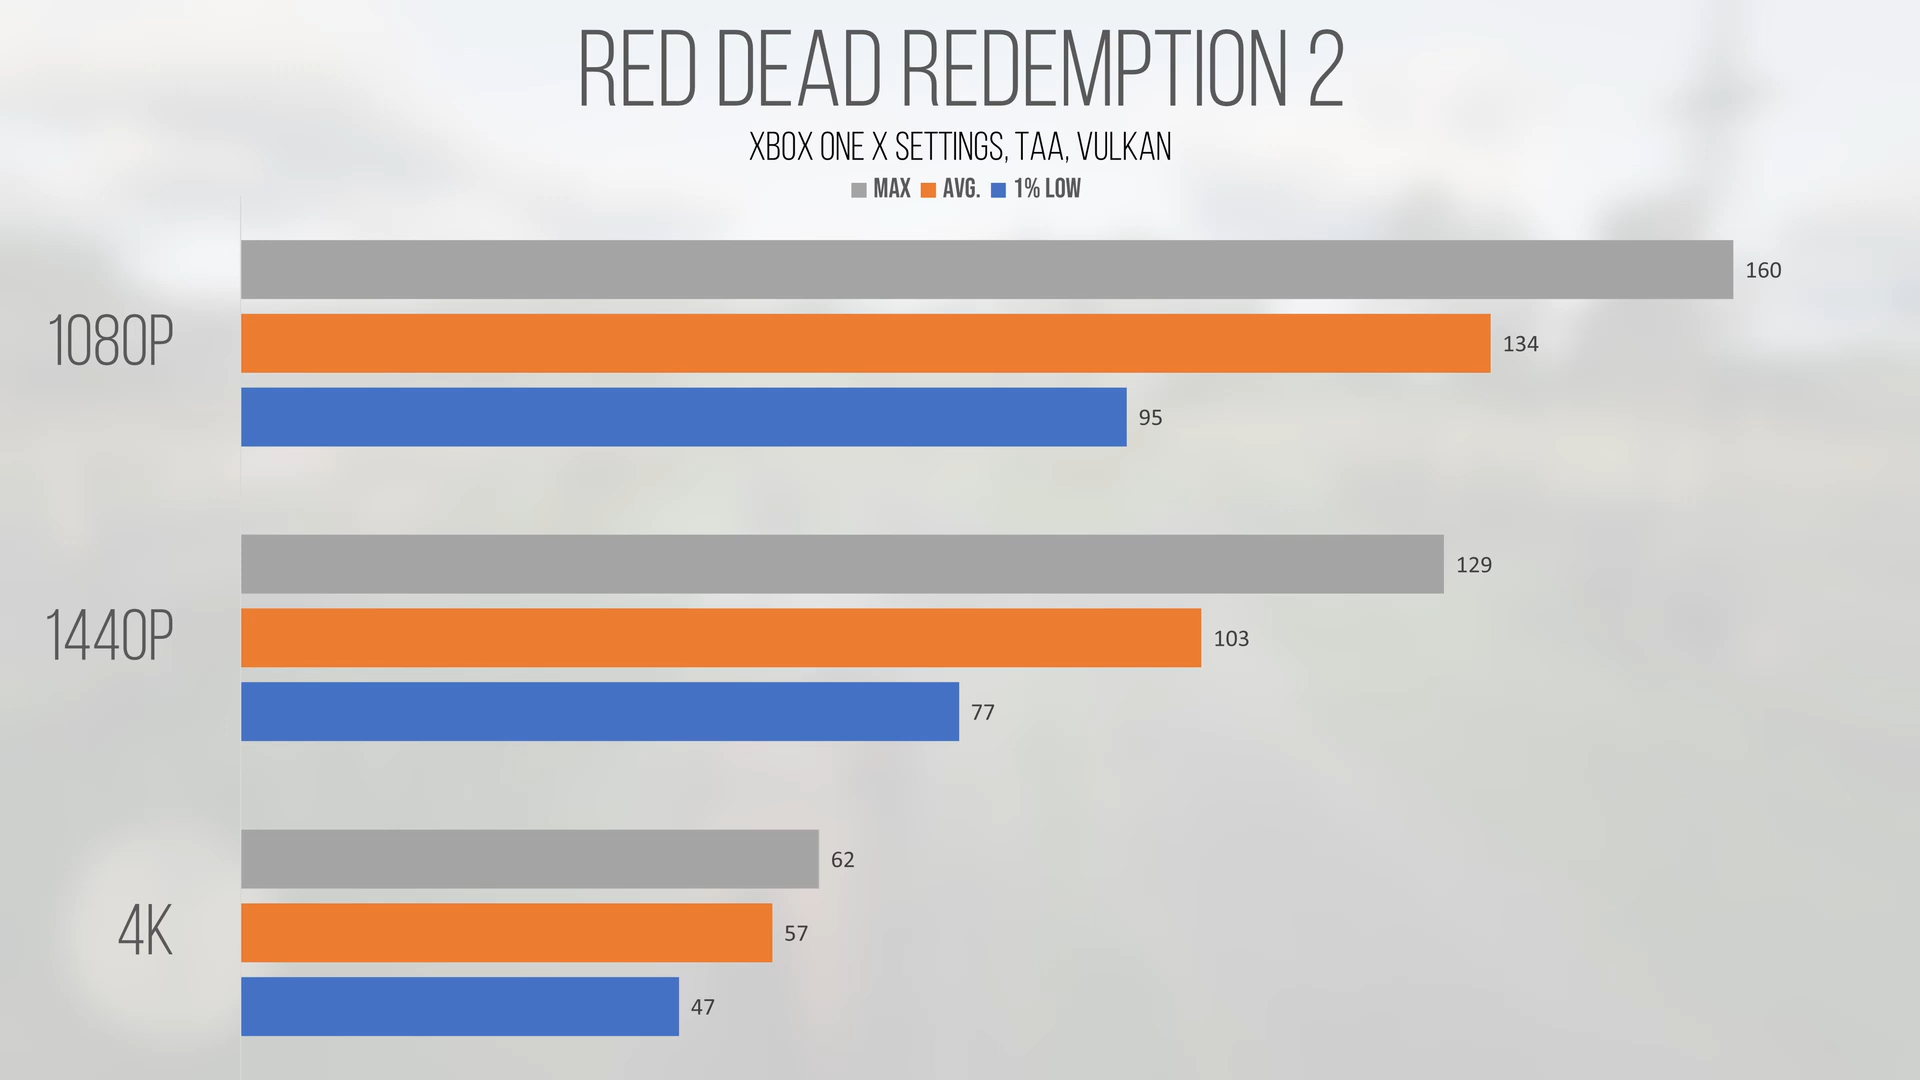 RED DEAD REDEMPTION 2
XBOX ONE X SETTINGS, TAA, VULKAN
MAX AVG. 1% LOW
160
1080P
134
95
129
1440P
103
77
62
4K
57
47